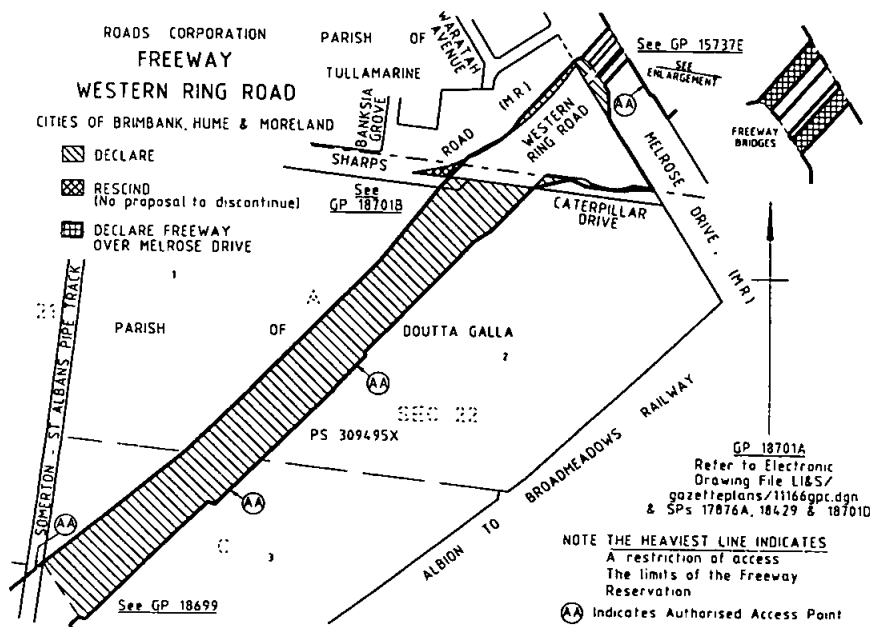 ROADS CORPORATION
FREEWAY
WESTERN RING ROAD
CITIES OF BRIMBANK, HUME & MORELAND
DECLARE
RESCIND
(No proposal to discontinue)
DECLARE FREEWAY
OVER MELROSE DRIVE
PARISH OF
TULLAMARINE
WARATAH
AVENUE
BANKSIA
GROVE
SHARPS ROAD (M.R.)
WESTERN
RING ROAD
See GP 15737E
SEE
ENLARGEMENT
AA
FREEWAY
BRIDGES
MELROSE DRIVE, (M.R.)
CATERPILLAR
DRIVE
See
GP 18701B
1
21
A
PARISH OF DOUTTA GALLA
2
AA
SEC 22
PS 309495X
SOMERTON - ST ALBANS PIPE TRACK
AA
AA
C
3
See GP 18699
ALBION TO BROADMEADOWS RAILWAY
GP 18701A
Refer to Electronic
Drawing File LI&S/
gazetteplans/11166gpc.dgn
& SPs 17876A, 18429 & 18701D
NOTE THE HEAVIEST LINE INDICATES
A restriction of access
The limits of the Freeway
Reservation
AA Indicates Authorised Access Point